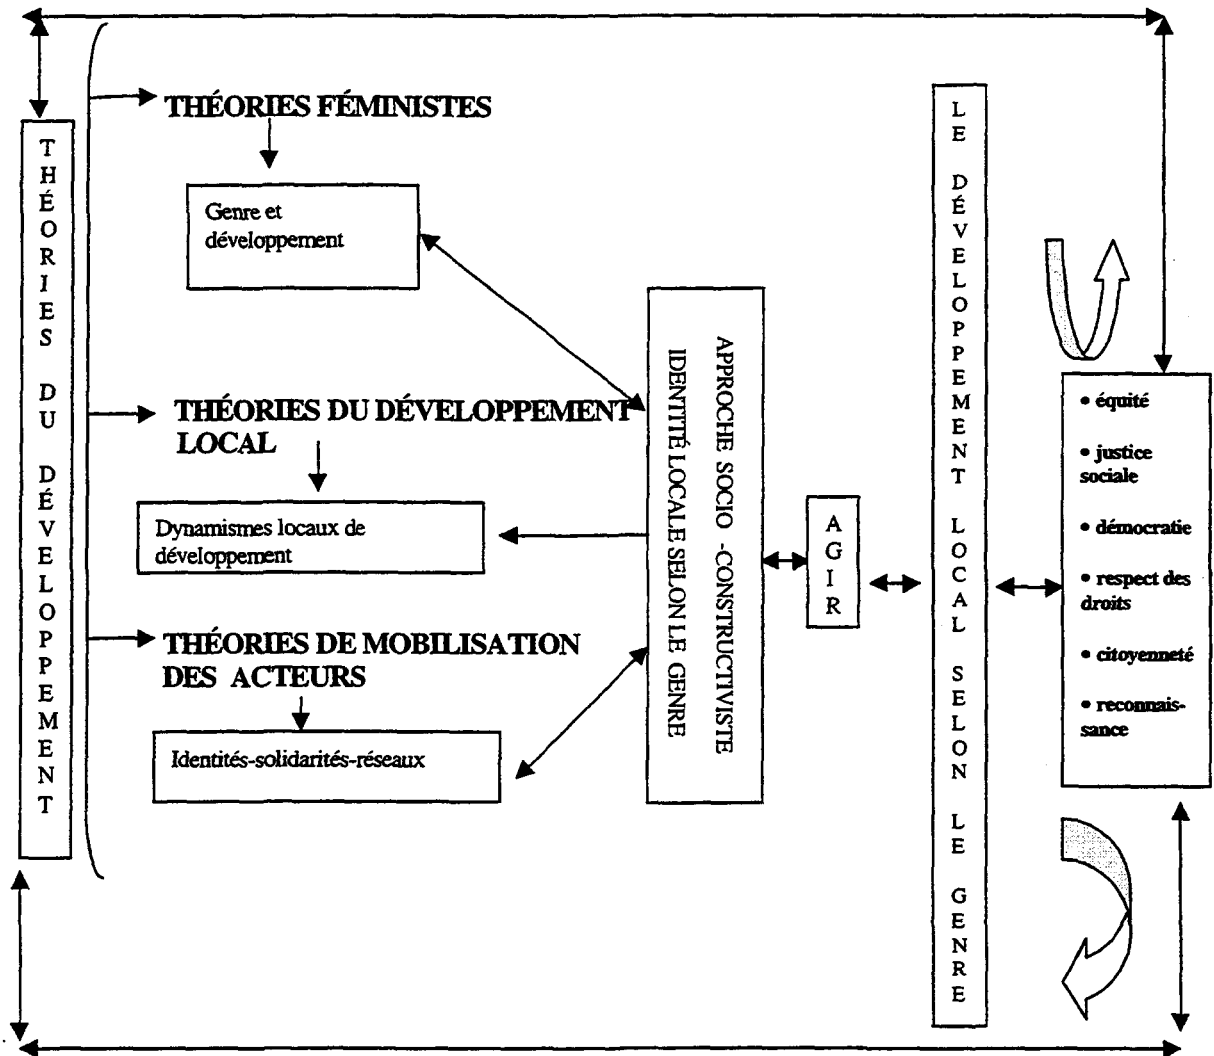 THÉORIES DU DÉVELOPPEMENT
THÉORIES FÉMINISTES
Genre et
développement
THÉORIES DU DÉVELOPPEMENT
LOCAL
Dynamismes locaux de
développement
THÉORIES DE MOBILISATION
DES ACTEURS
Identités-solidarités-réseaux
APPROCHE SOCIO -CONSTRUCTIVISTE
IDENTITÉ LOCALE SELON LE GENRE
AGIR
LE DÉVELOPPEMENT LOCAL SELON LE GENRE
• équité
• justice
sociale
• démocratie
• respect des
droits
• citoyenneté
• reconnais-
sance